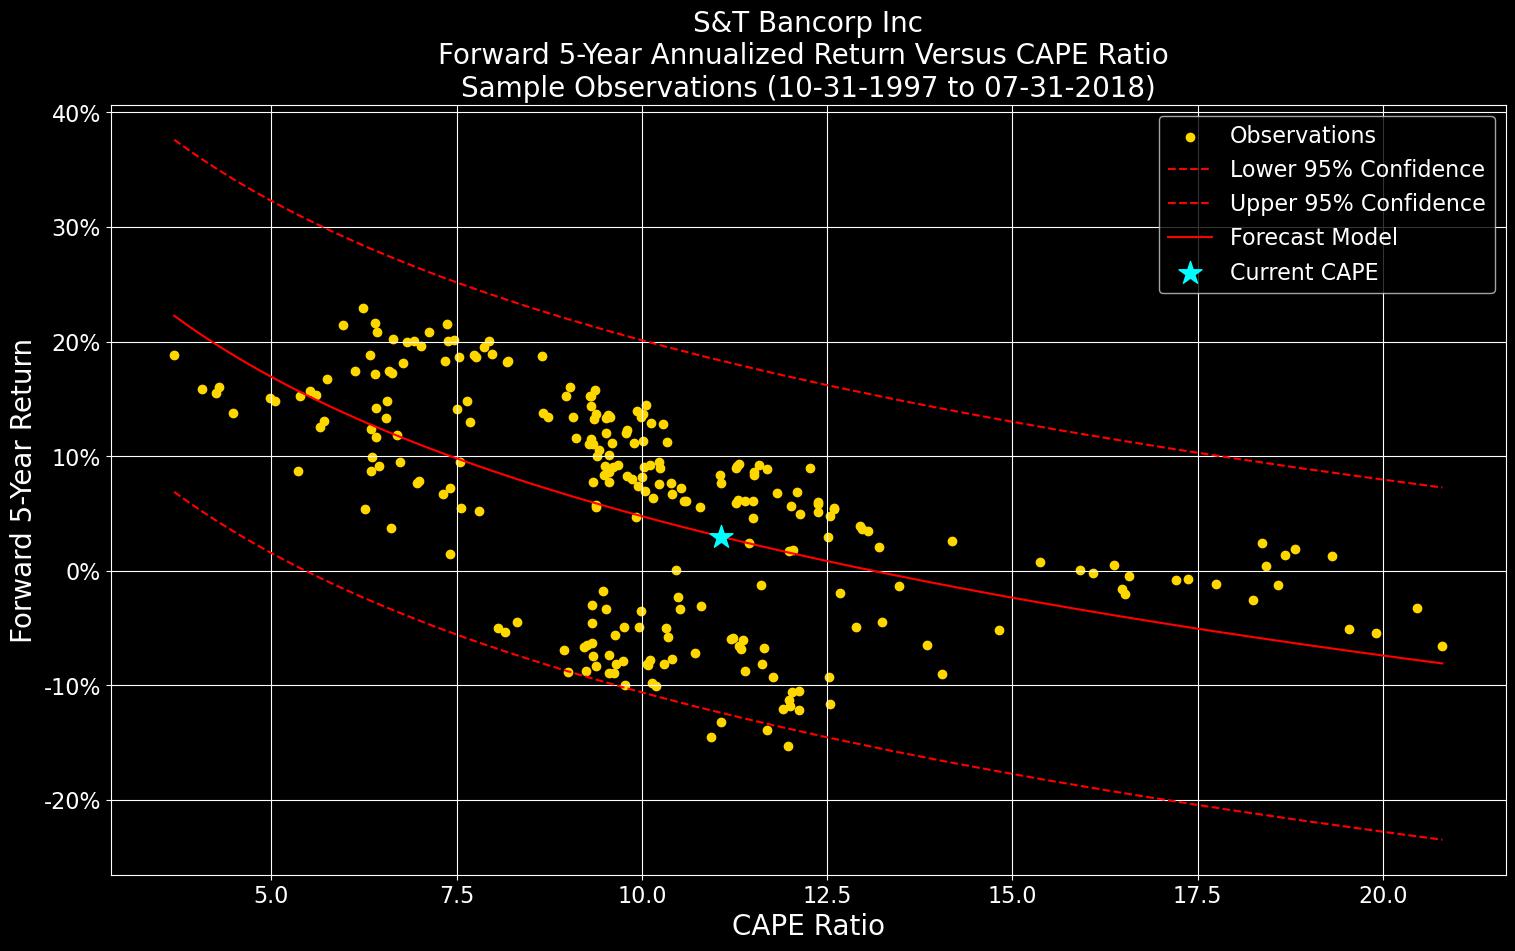 S&T Bancorp Inc
Forward 5-Year Annualized Return Versus CAPE Ratio
Sample Observations (10-31-1997 to 07-31-2018)
40%
30%
20%
10%
0%
-10%
-20%
Forward 5-Year Return
Observations
Lower 95% Confidence
Upper 95% Confidence
Forecast Model
Current CAPE
5.0 7.5 10.0 12.5 15.0 17.5 20.0
CAPE Ratio